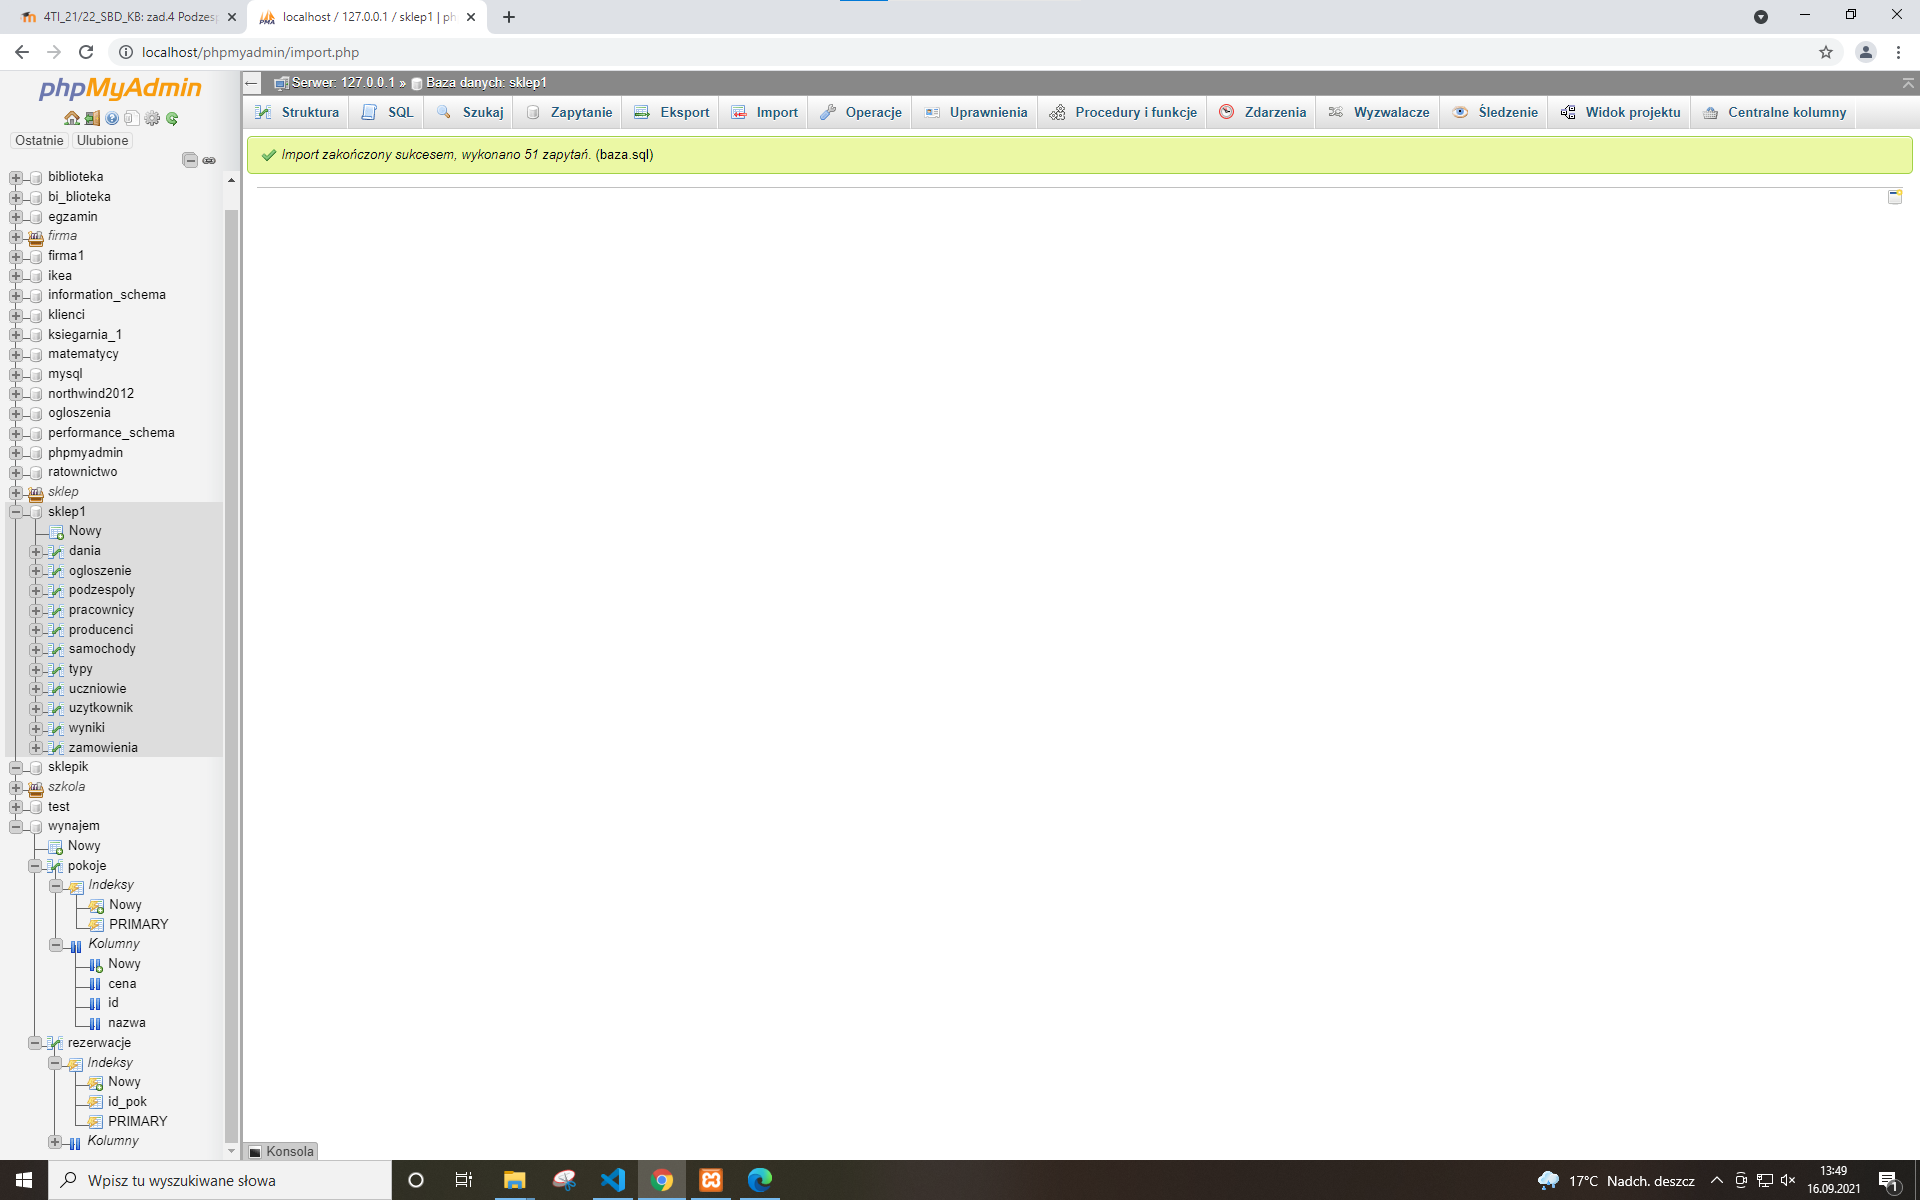 4TI_21/22_SBD_KB: zad.4 Podzes
localhost / 127.0.0.1 / sklep1 | ph
localhost/phpmyadmin/import.php
phpMyAdmin
Ostatnie
Ulubione
biblioteka
bi_blioteka
egzamin
firma
firma1
ikea
information_schema
klienci
ksiegarnia_1
matematycy
mysql
northwind2012
ogloszenia
performance_schema
phpmyadmin
ratownictwo
sklep
sklep1
Nowy
dania
ogloszenie
podzespoly
pracownicy
producenci
samochody
typy
uczniowie
uzytkownik
wyniki
zamowienia
sklepik
szkola
test
wynajem
Nowy
pokoje
Indeksy
Nowy
PRIMARY
Kolumny
Nowy
cena
id
nazwa
rezerwacje
Indeksy
Nowy
id_pok
PRIMARY
Kolumny
Serwer: 127.0.0.1 » Baza danych: sklep1
Struktura
SQL
Szukaj
Zapytanie
Eksport
Import
Operacje
Uprawnienia
Procedury i funkcje
Zdarzenia
Wyzwalacze
Śledzenie
Widok projektu
Centralne kolumny
Import zakończony sukcesem, wykonano 51 zapytań. (baza.sql)
Konsola
Wpisz tu wyszukiwane słowa
17°C Nadch. deszcz
13:49
16.09.2021
1